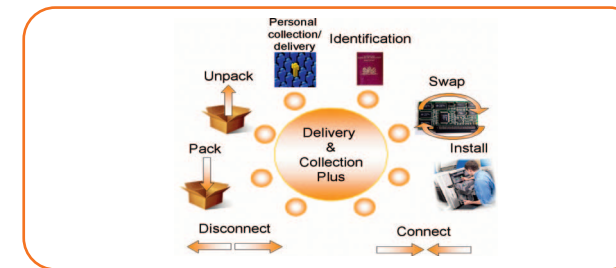 Personal
collection/
delivery
Identification
Unpack
Swap
Delivery
&
Collection
Plus
Pack
Install
Disconnect
Connect